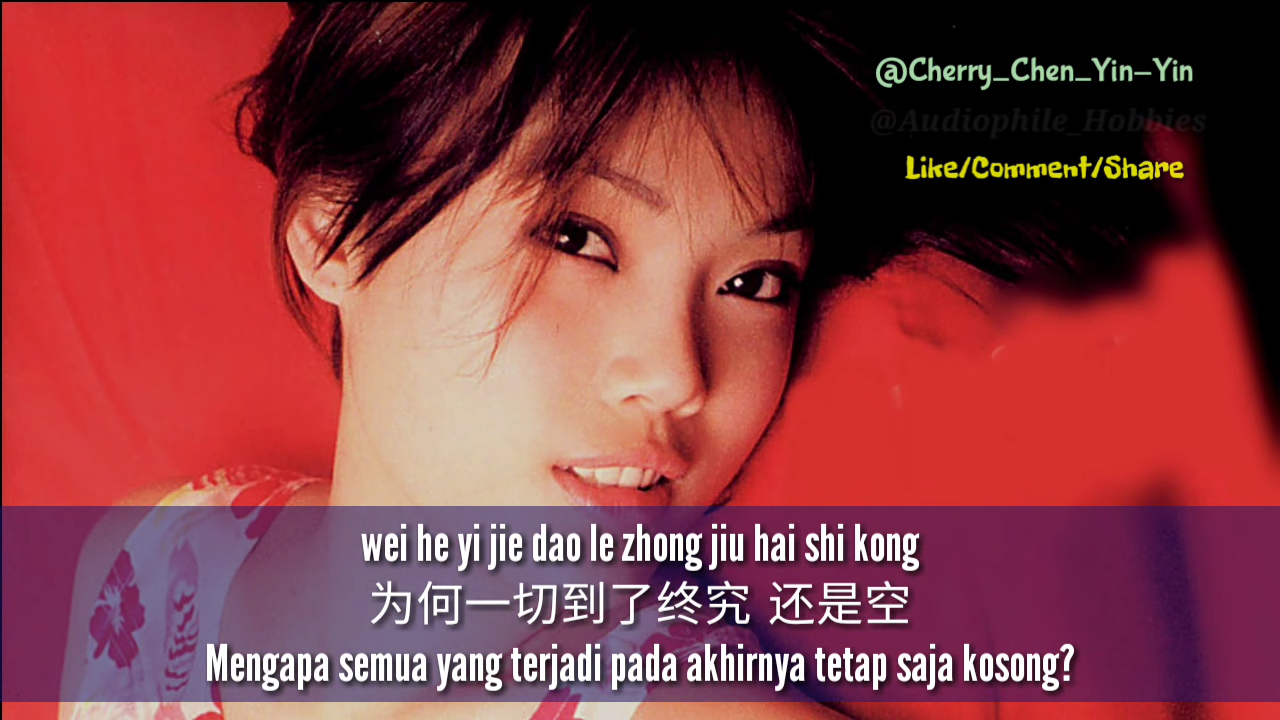 @Cherry_Chen_Yin-Yin
@Audiophile_Hobbies
Like/Comment/Share
wei he yi jie dao le zhong jiu hai shi kong
为何一切到了终究 还是空
Mengapa semua yang terjadi pada akhirnya tetap saja kosong?